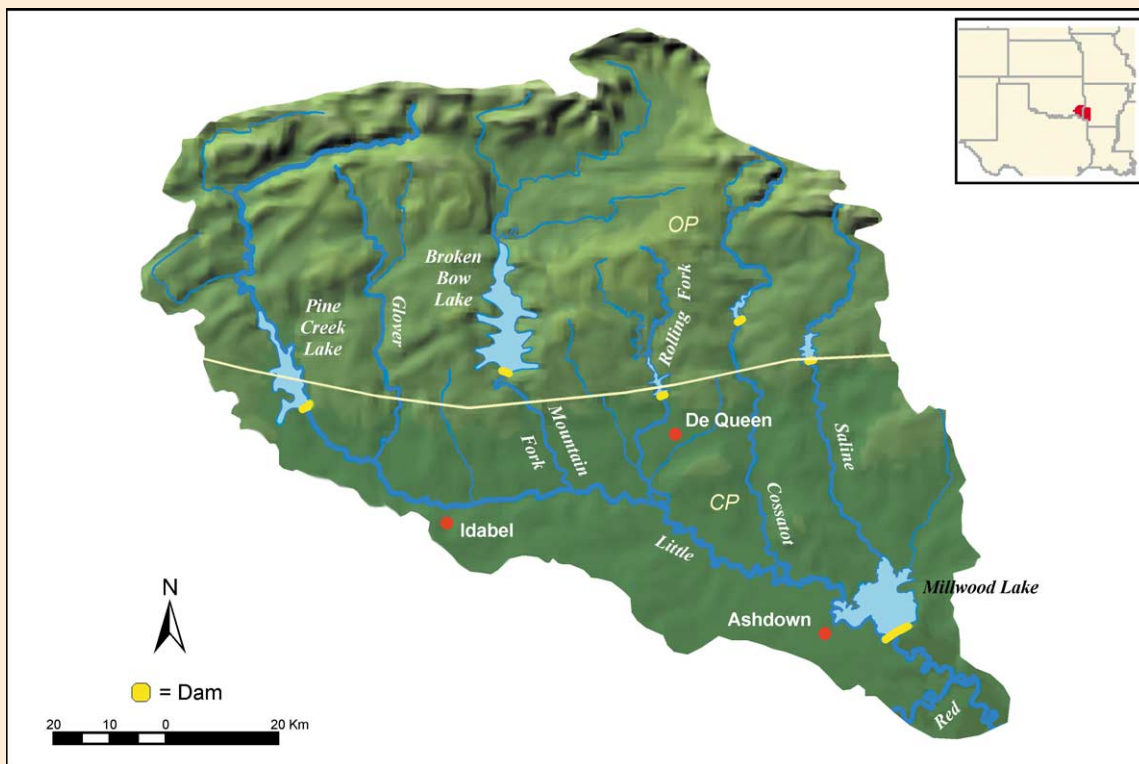 OP
Broken
Bow
Lake
Pine
Creek
Lake
Glover
Rolling Fork
Mountain
Fork
De Queen
Saline
CP
Cossatot
Idabel
Little
Millwood Lake
Ashdown
N
= Dam
20 10 0 20 Km
Red